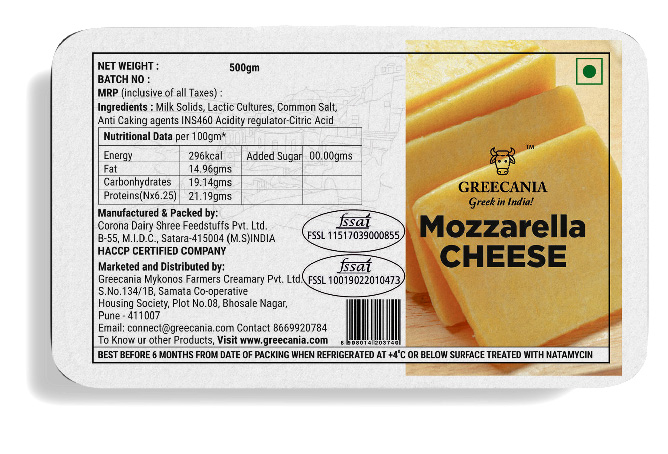 NET WEIGHT : 500gm
BATCH NO :
MRP (inclusive of all Taxes) :
Ingredients : Milk Solids, Lactic Cultures, Common Salt,
Anti Caking agents INS460 Acidity regulator-Citric Acid
Nutritional Data per 100gm*
Energy 296kcal Added Sugar 00.00gms
Fat 14.96gms
Carbonhydrates 19.14gms
Proteins(Nx6.25) 21.19gms
Manufactured & Packed by:
Corona Dairy Shree Feedstuffs Pvt. Ltd.
B-55, M.I.D.C., Satara-415004 (M.S)INDIA
HACCP CERTIFIED COMPANY
fssai
FSSL 11517039000855
Marketed and Distributed by:
Greecania Mykonos Farmers Creamary Pvt. Ltd.
S.No.134/1B, Samata Co-operative
Housing Society, Plot No.08, Bhosale Nagar,
Pune - 411007
Email: connect@greecania.com Contact 8669920784
To Know ur other Products, Visit www.greecania.com
fssai
FSSL 10019022010473
BEST BEFORE 6 MONTHS FROM DATE OF PACKING WHEN REFRIGERATED AT +4°C OR BELOW SURFACE TREATED WITH NATAMYCIN
TM
GREECANIA
Greek in India!
Mozzarella
CHEESE